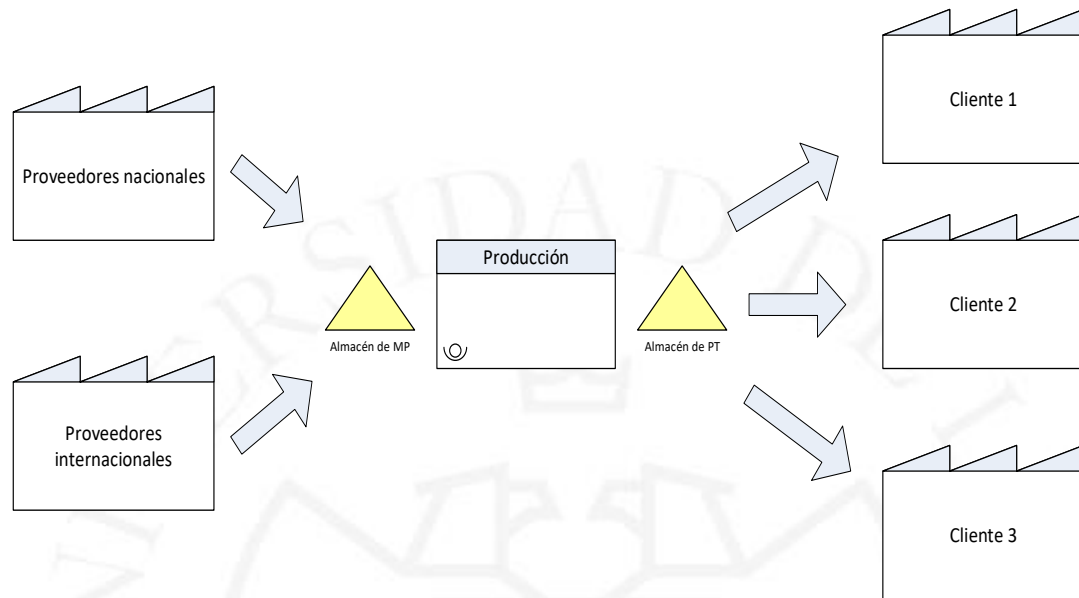 Proveedores nacionales
Proveedores
internacionales
Almacén de MP
Producción
Almacén de PT
Cliente 1
Cliente 2
Cliente 3